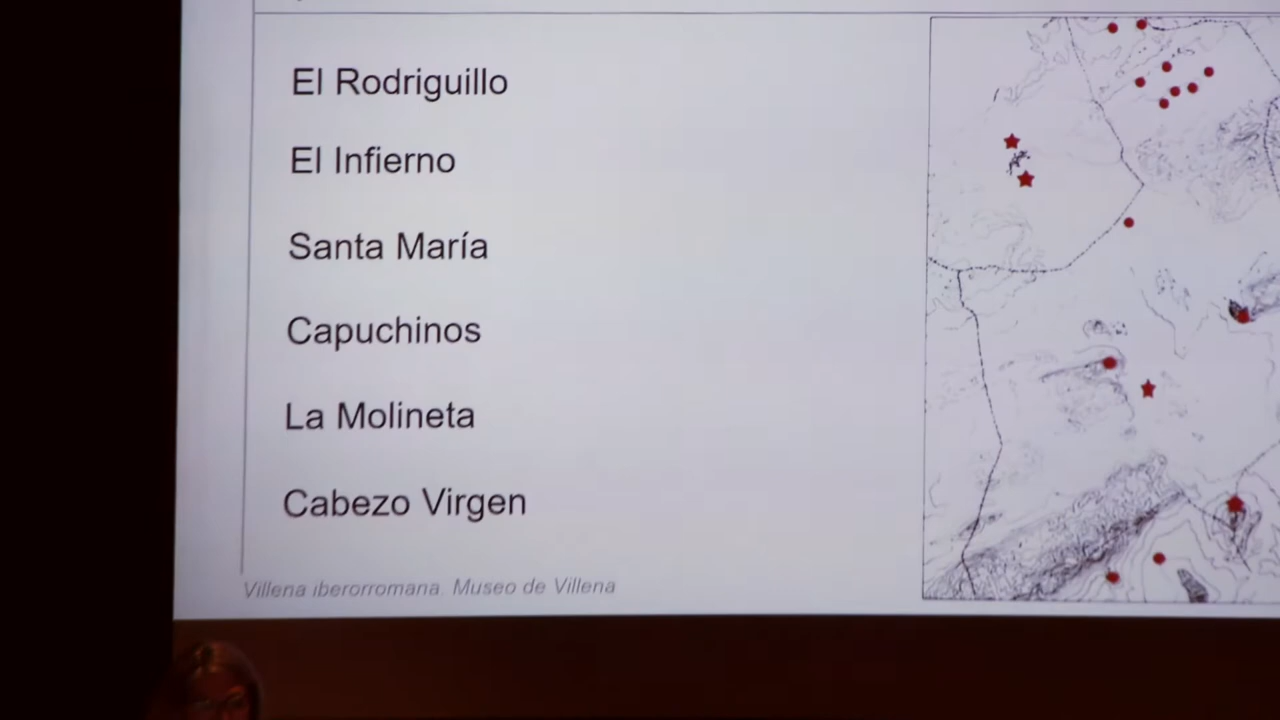 El Rodriguillo
El Infierno
Santa María
Capuchinos
La Molineta
Cabezo Virgen
Villena iberorromana. Museo de Villena